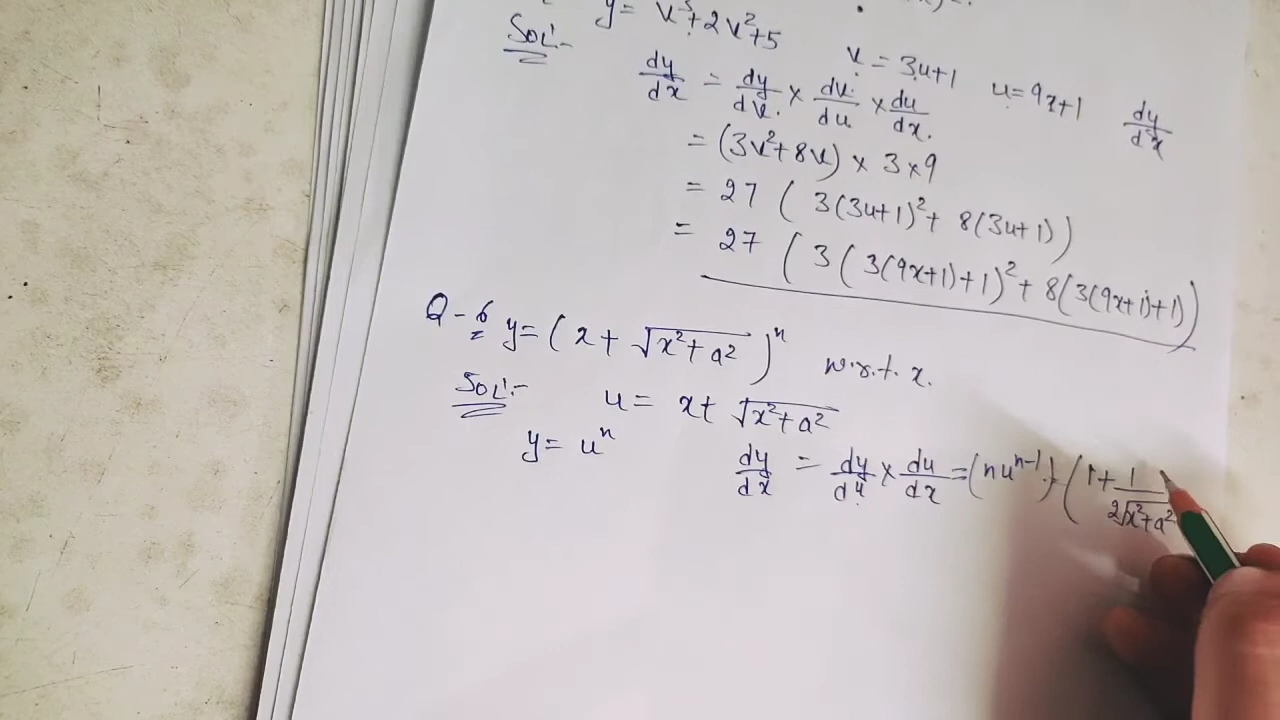 y = v³+2v²+5
SOL':-
v = 3u+1 u=9x+1 dy/dx
dy/dx = dy/dv × dv/du × du/dx.
= (3v²+8v) × 3×9
= 27 ( 3(3u+1)²+ 8(3u+1))
= 27 ( 3 ( 3(9x+1)+1)²+ 8(3(9x+1)+1))
Q-6 y=(x+ √x²+a²)ⁿ w.r.t. x.
SOL':- u= x+ √x²+a²
y= uⁿ
dy/dx = dy/du × du/dx =(nuⁿ⁻¹).(1+ 1/2√x²+a²